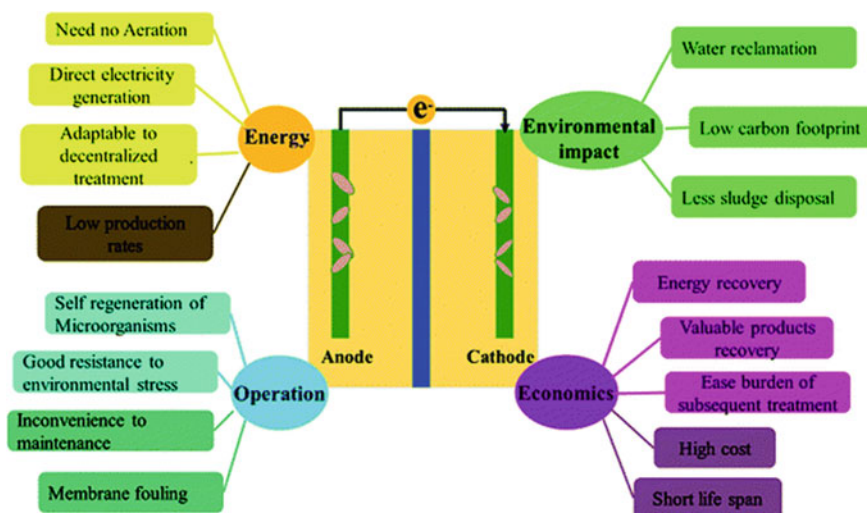 Need no Aeration
Direct electricity
generation
Adaptable to
decentralized
treatment
Low production
rates
Energy
e-
Environmental
impact
Water reclamation
Low carbon footprint
Less sludge disposal
Self regeneration of
Microorganisms
Good resistance to
environmental stress
Inconvenience to
maintenance
Membrane fouling
Operation
Anode
Cathode
Economics
Energy recovery
Valuable products
recovery
Ease burden of
subsequent treatment
High cost
Short life span